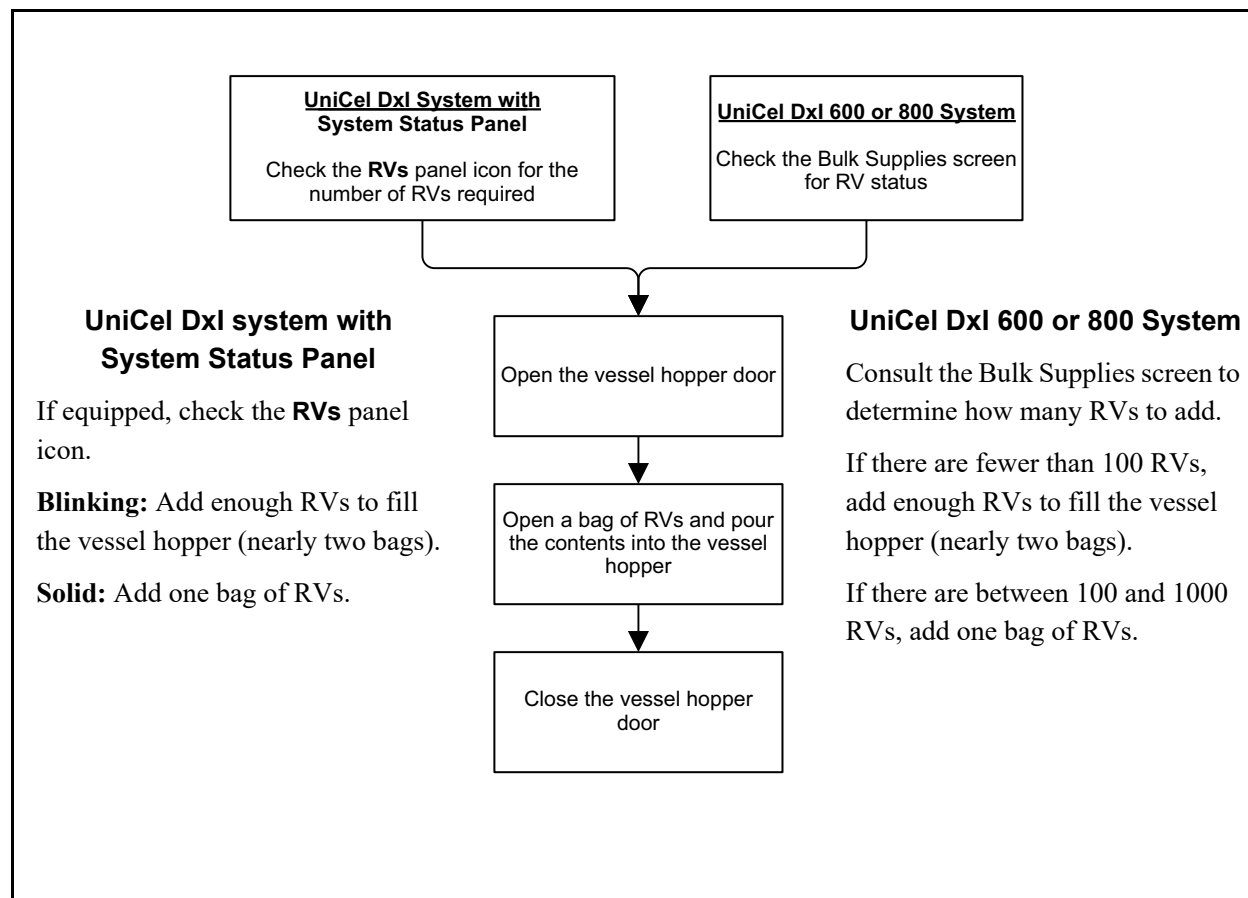 UniCel DxI System with
System Status Panel
Check the RVs panel icon for the
number of RVs required
UniCel DxI 600 or 800 System
Check the Bulk Supplies screen
for RV status
UniCel DxI system with
System Status Panel
If equipped, check the RVs panel
icon.
Blinking: Add enough RVs to fill
the vessel hopper (nearly two bags).
Solid: Add one bag of RVs.
Open the vessel hopper door
Open a bag of RVs and pour
the contents into the vessel
hopper
Close the vessel hopper
door
UniCel DxI 600 or 800 System
Consult the Bulk Supplies screen to
determine how many RVs to add.
If there are fewer than 100 RVs,
add enough RVs to fill the vessel
hopper (nearly two bags).
If there are between 100 and 1000
RVs, add one bag of RVs.